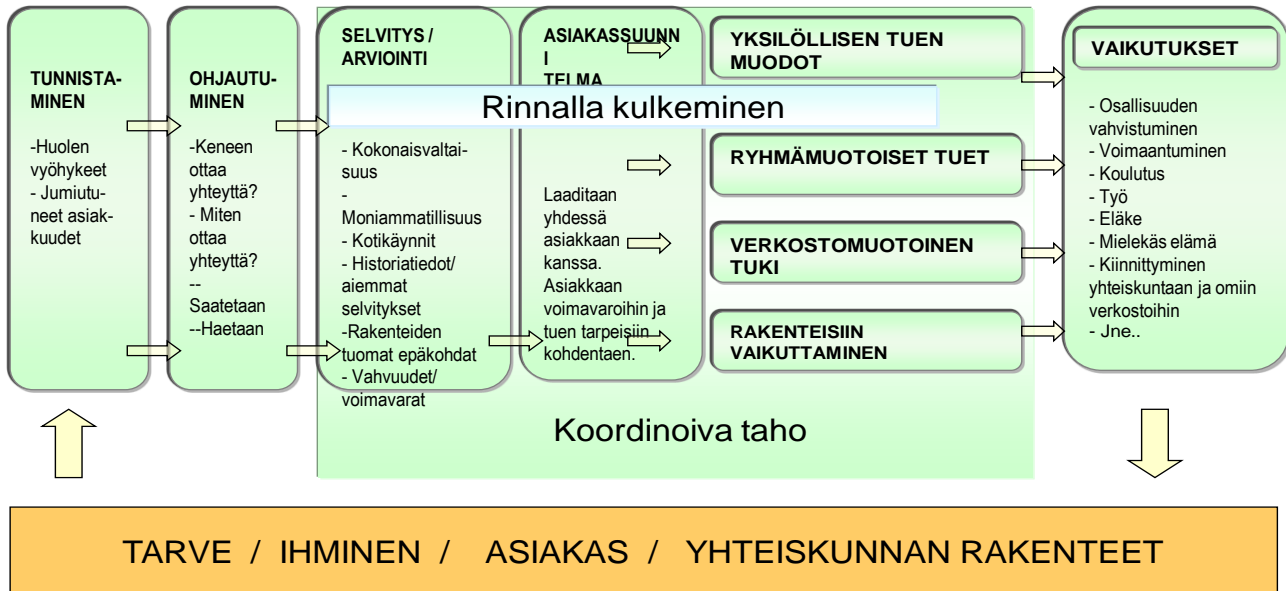 TUNNISTA-
MINEN
-Huolen
vyöhykeet
- Jumiutu-
neet asiak-
kuudet
OHJAUTU-
MINEN
-Keneen
ottaa
yhteyttä?
- Miten
ottaa
yhteyttä?
--
Saatetaan
--Haetaan
SELVITYS /
ARVIOINTI
- Kokonaisvaltai-
suus
-
Moniammatillisuus
- Kotikäynnit
- Historiatiedot/
aiemmat
selvitykset
-Rakenteiden
tuomat epäkohdat
- Vahvuudet/
voimavarat
ASIAKASSUUNN
I
TELMA
Rinnalla kulkeminen
Laaditaan
yhdessä
asiakkaan
kanssa.
Asiakkaan
voimavaroihin ja
tuen tarpeisiin
kohdentaen.
YKSILÖLLISEN TUEN
MUODOT
RYHMÄMUOTOISET TUET
VERKOSTOMUOTOINEN
TUKI
RAKENTEISIIN
VAIKUTTAMINEN
VAIKUTUKSET
- Osallisuuden
vahvistuminen
- Voimaantuminen
- Koulutus
- Työ
- Eläke
- Mielekäs elämä
- Kiinnittyminen
yhteiskuntaan ja omiin
verkostoihin
- Jne..
Koordinoiva taho
TARVE / IHMINEN / ASIAKAS / YHTEISKUNNAN RAKENTEET